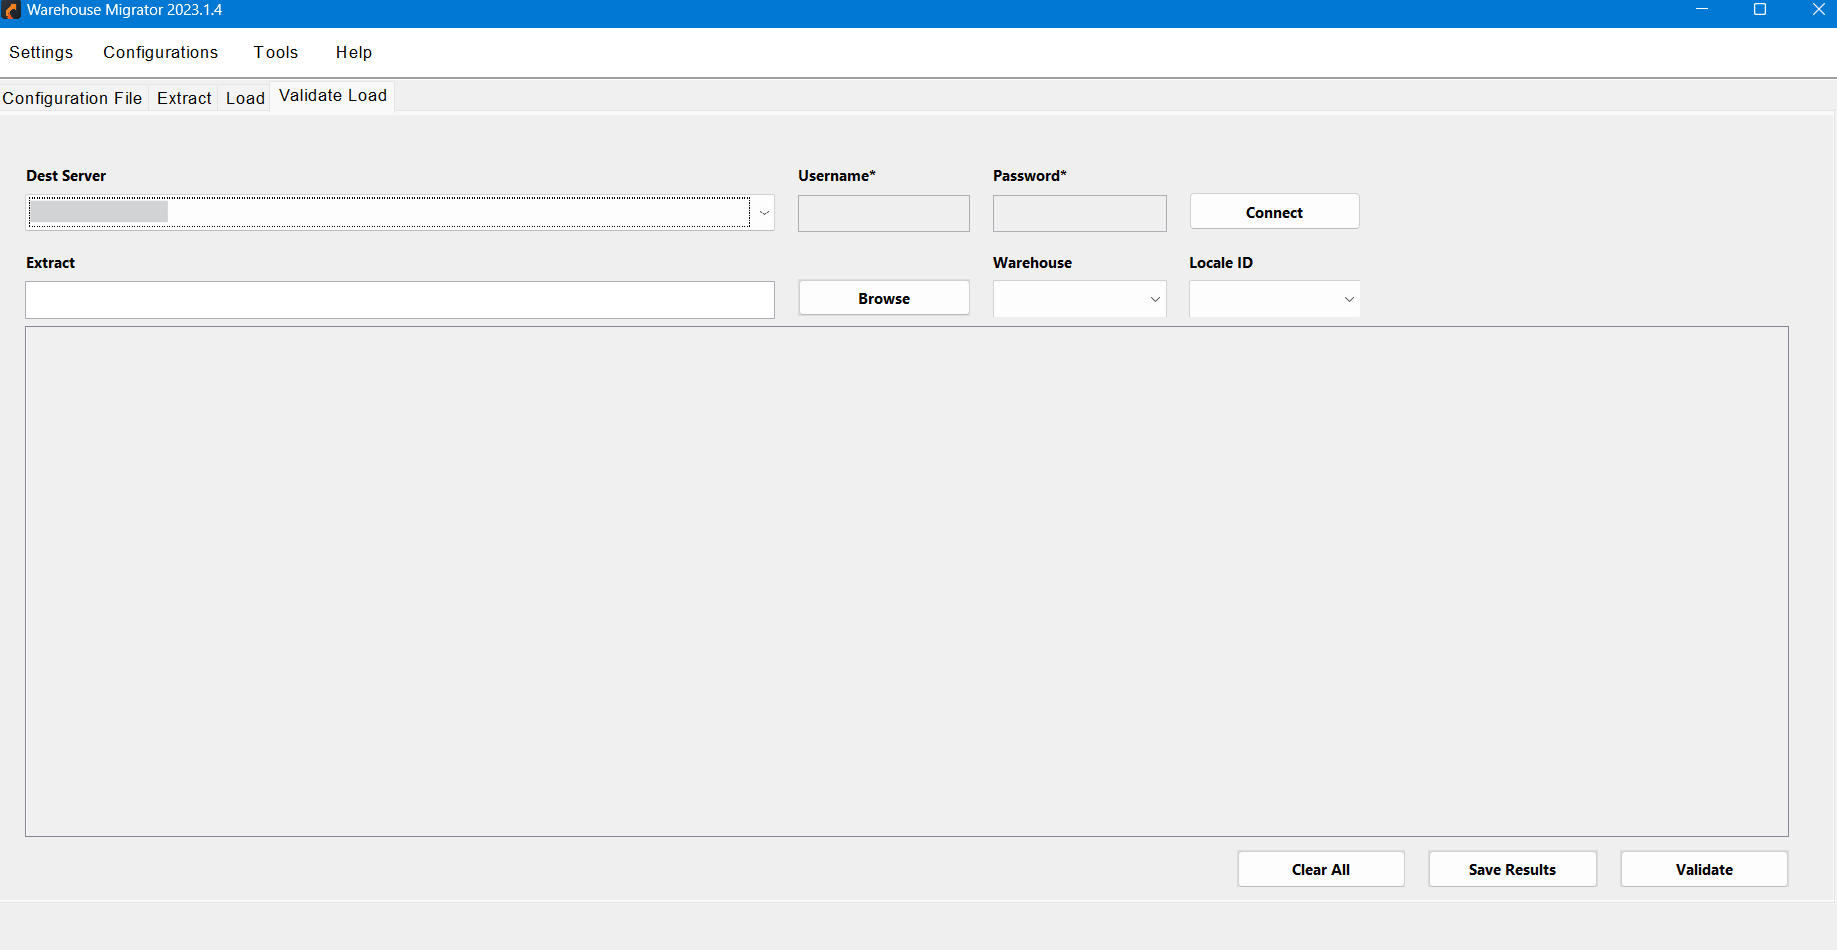 Warehouse Migrator 2023.1.4
Settings Configurations Tools Help
Configuration File Extract Load Validate Load
Dest Server Username* Password*
Connect
Extract Warehouse Locale ID
Browse
Clear All Save Results Validate